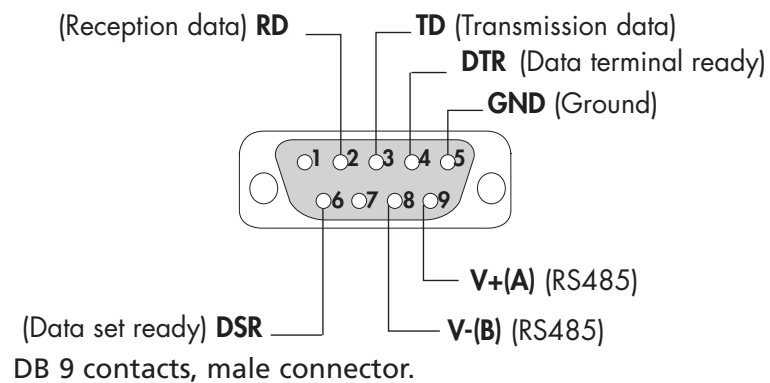 (Reception data) RD
TD (Transmission data)
DTR (Data terminal ready)
GND (Ground)
1 2 3 4 5
6 7 8 9
V+(A) (RS485)
(Data set ready) DSR
V-(B) (RS485)
DB 9 contacts, male connector.